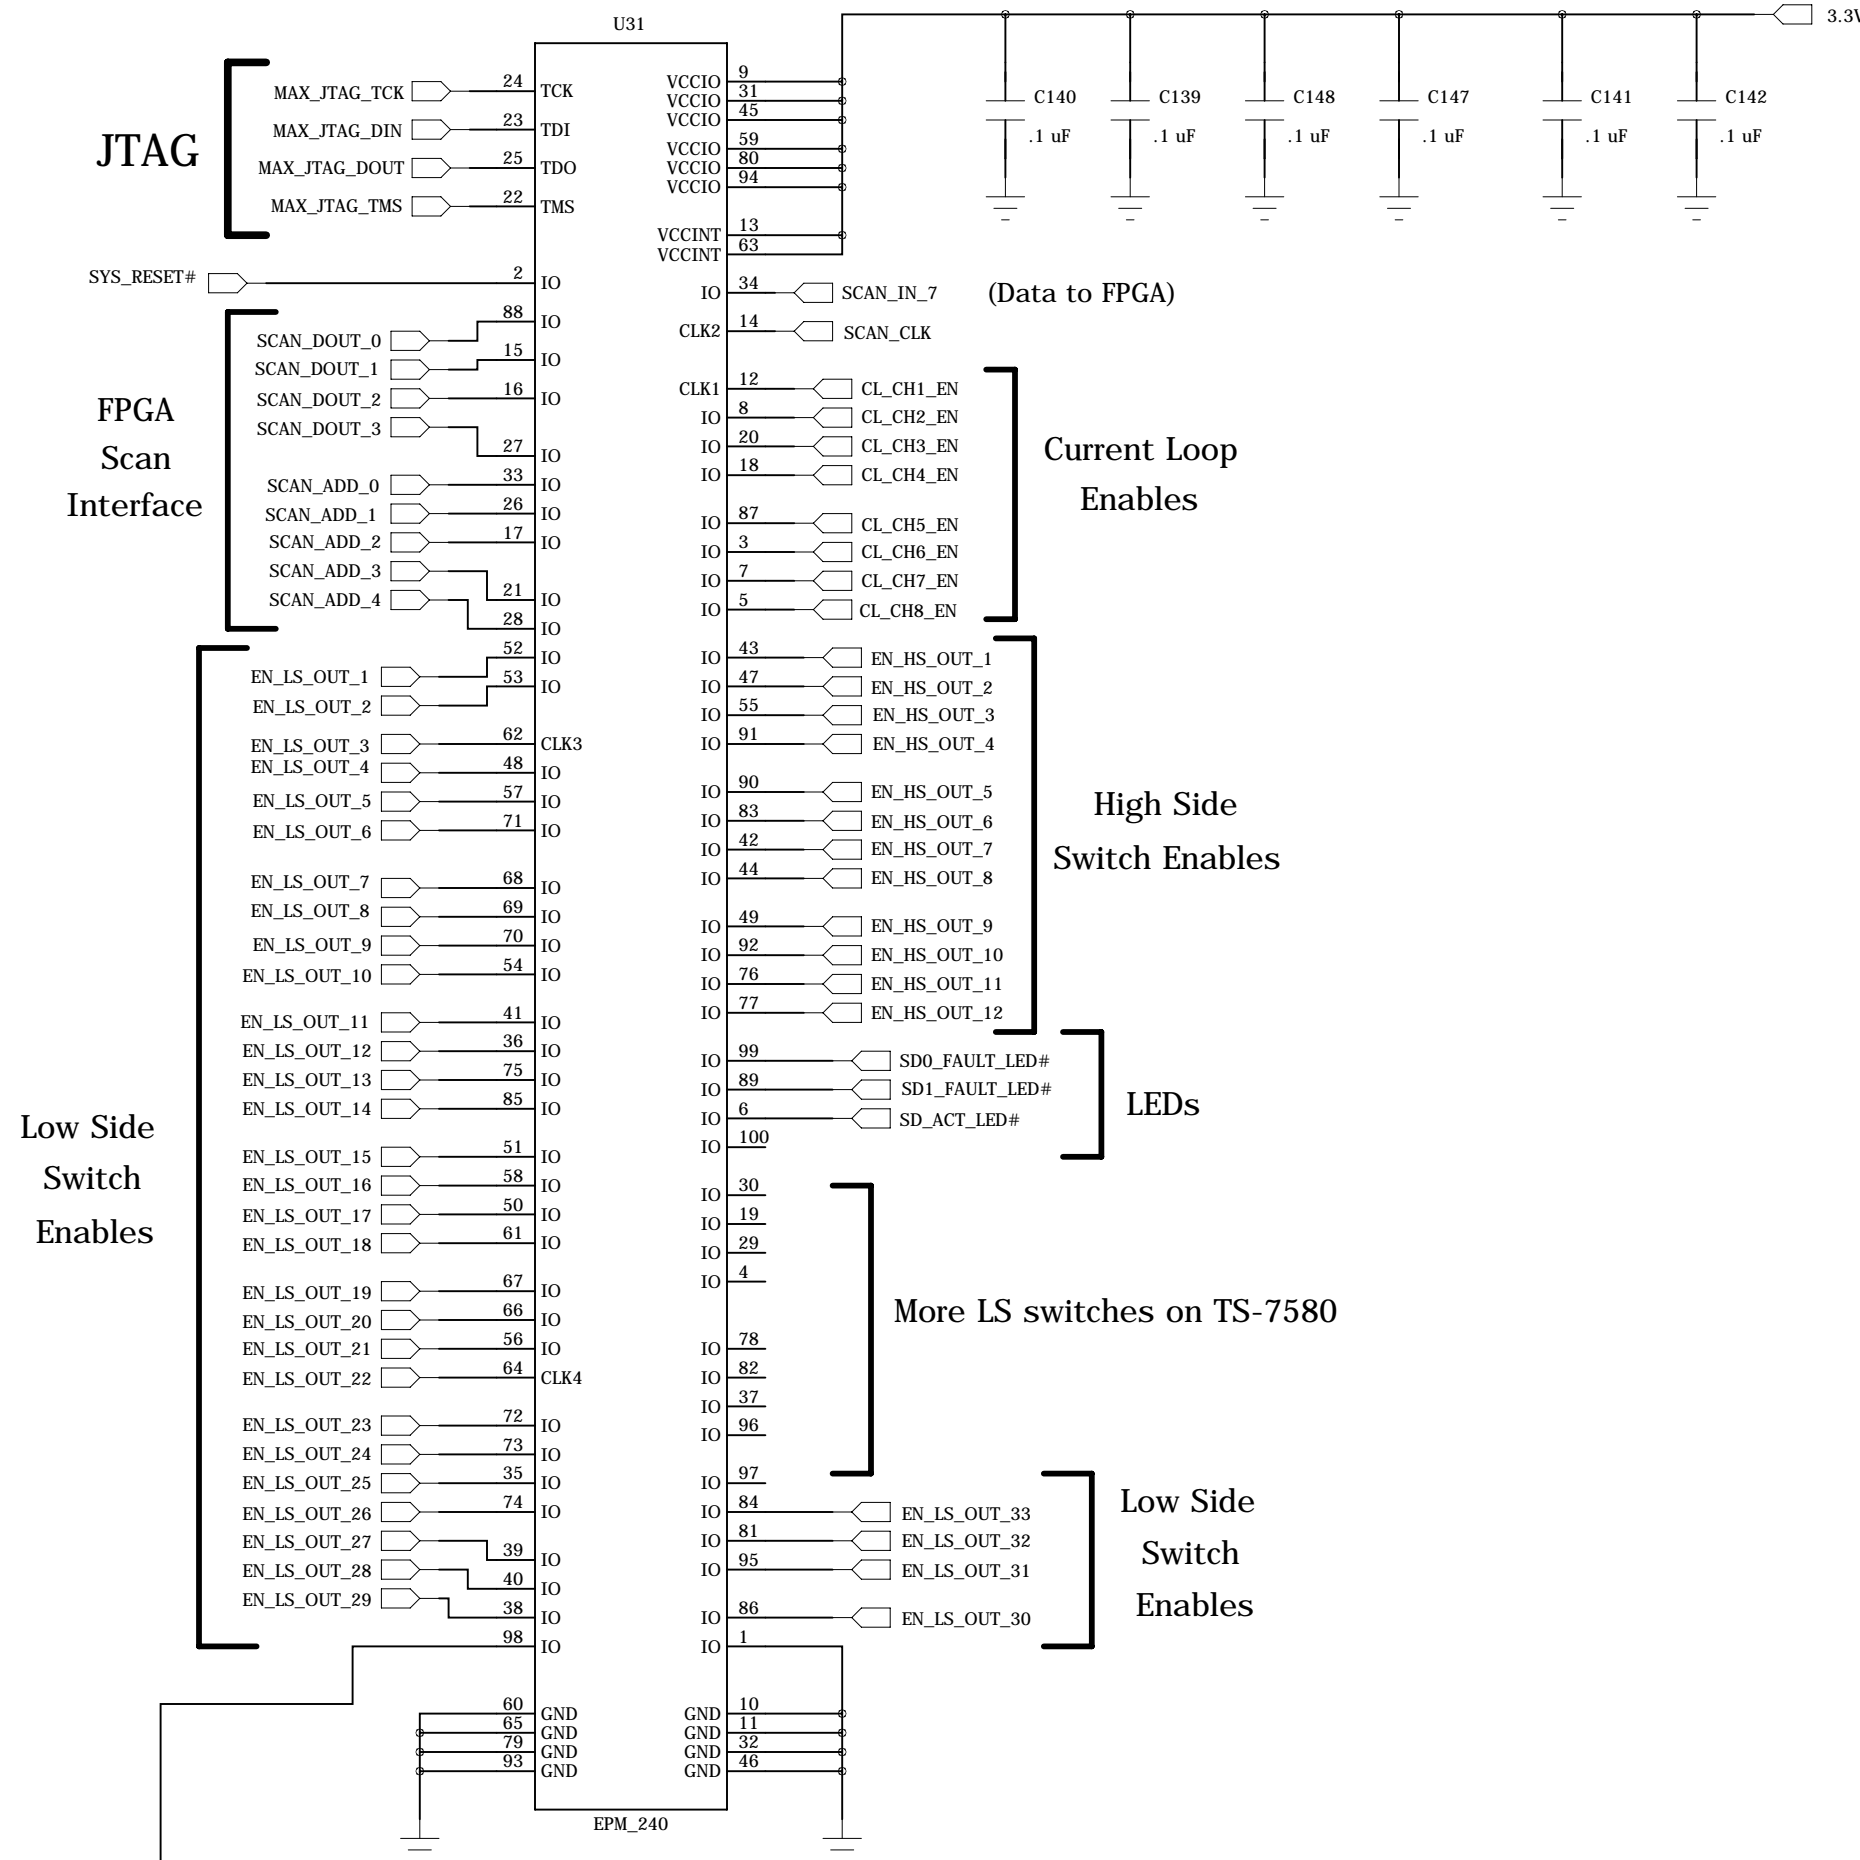 U31
3.3V
JTAG
MAX_JTAG_TCK 24 TCK
MAX_JTAG_DIN 23 TDI
MAX_JTAG_DOUT 25 TDO
MAX_JTAG_TMS 22 TMS
SYS_RESET# 2 IO
FPGA
Scan
Interface
SCAN_DOUT_0 88 IO
SCAN_DOUT_1 15 IO
SCAN_DOUT_2 16 IO
SCAN_DOUT_3 27 IO
SCAN_ADD_0 33 IO
SCAN_ADD_1 26 IO
SCAN_ADD_2 17 IO
SCAN_ADD_3 21 IO
SCAN_ADD_4 28 IO
Low Side
Switch
Enables
EN_LS_OUT_1 52 IO
EN_LS_OUT_2 53 IO
EN_LS_OUT_3 62 CLK3
EN_LS_OUT_4 48 IO
EN_LS_OUT_5 57 IO
EN_LS_OUT_6 71 IO
EN_LS_OUT_7 68 IO
EN_LS_OUT_8 69 IO
EN_LS_OUT_9 70 IO
EN_LS_OUT_10 54 IO
EN_LS_OUT_11 41 IO
EN_LS_OUT_12 36 IO
EN_LS_OUT_13 75 IO
EN_LS_OUT_14 85 IO
EN_LS_OUT_15 51 IO
EN_LS_OUT_16 58 IO
EN_LS_OUT_17 50 IO
EN_LS_OUT_18 61 IO
EN_LS_OUT_19 67 IO
EN_LS_OUT_20 66 IO
EN_LS_OUT_21 56 IO
EN_LS_OUT_22 64 CLK4
EN_LS_OUT_23 72 IO
EN_LS_OUT_24 73 IO
EN_LS_OUT_25 35 IO
EN_LS_OUT_26 74 IO
EN_LS_OUT_27 39 IO
EN_LS_OUT_28 40 IO
EN_LS_OUT_29 38 IO
98 IO
60 GND
65 GND
79 GND
93 GND
VCCIO 9
VCCIO 31
VCCIO 45
VCCIO 59
VCCIO 80
VCCIO 94
VCCINT 13
VCCINT 63
C140 C139 C148 C147 C141 C142
.1 uF .1 uF .1 uF .1 uF .1 uF .1 uF
IO 34 SCAN_IN_7 (Data to FPGA)
CLK2 14 SCAN_CLK
CLK1 12 CL_CH1_EN
IO 8 CL_CH2_EN
IO 20 CL_CH3_EN
IO 18 CL_CH4_EN
IO 87 CL_CH5_EN
IO 3 CL_CH6_EN
IO 7 CL_CH7_EN
IO 5 CL_CH8_EN
Current Loop
Enables
IO 43 EN_HS_OUT_1
IO 47 EN_HS_OUT_2
IO 55 EN_HS_OUT_3
IO 91 EN_HS_OUT_4
IO 90 EN_HS_OUT_5
IO 83 EN_HS_OUT_6
IO 42 EN_HS_OUT_7
IO 44 EN_HS_OUT_8
IO 49 EN_HS_OUT_9
IO 92 EN_HS_OUT_10
IO 76 EN_HS_OUT_11
IO 77 EN_HS_OUT_12
High Side
Switch Enables
IO 99 SD0_FAULT_LED#
IO 89 SD1_FAULT_LED#
IO 6 SD_ACT_LED#
IO 100
LEDs
IO 30
IO 19
IO 29
IO 4
IO 78
IO 82
IO 37
IO 96
More LS switches on TS-7580
IO 97
IO 84 EN_LS_OUT_33
IO 81 EN_LS_OUT_32
IO 95 EN_LS_OUT_31
IO 86 EN_LS_OUT_30
IO 1
Low Side
Switch
Enables
GND 10
GND 11
GND 32
GND 46
EPM_240